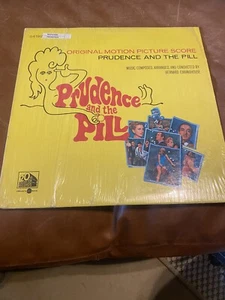 ORIGINAL MOTION PICTURE SCORE
PRUDENCE AND THE PILL
MUSIC COMPOSED, ARRANGED AND CONDUCTED BY
BERNARD EBBINGHOUSE
Prudence
and the
PILL
20